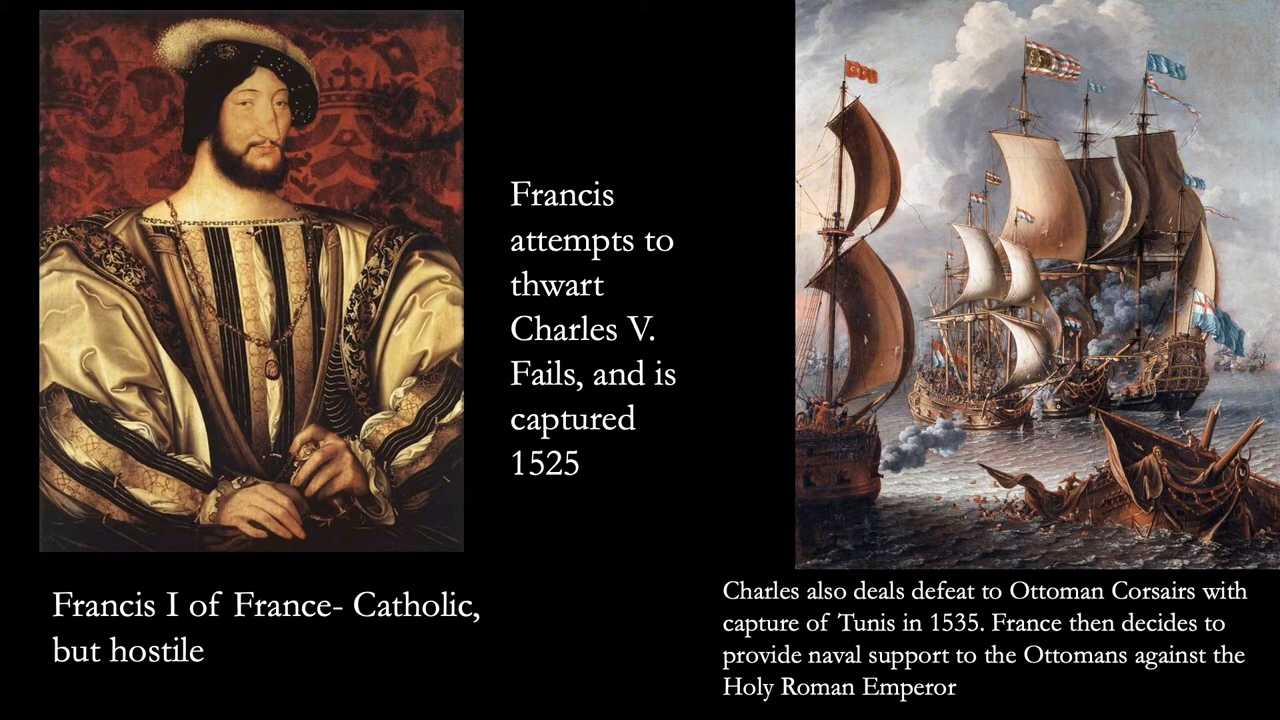 Francis
attempts to
thwart
Charles V.
Fails, and is
captured
1525
Francis I of France- Catholic,
but hostile
Charles also deals defeat to Ottoman Corsairs with
capture of Tunis in 1535. France then decides to
provide naval support to the Ottomans against the
Holy Roman Emperor